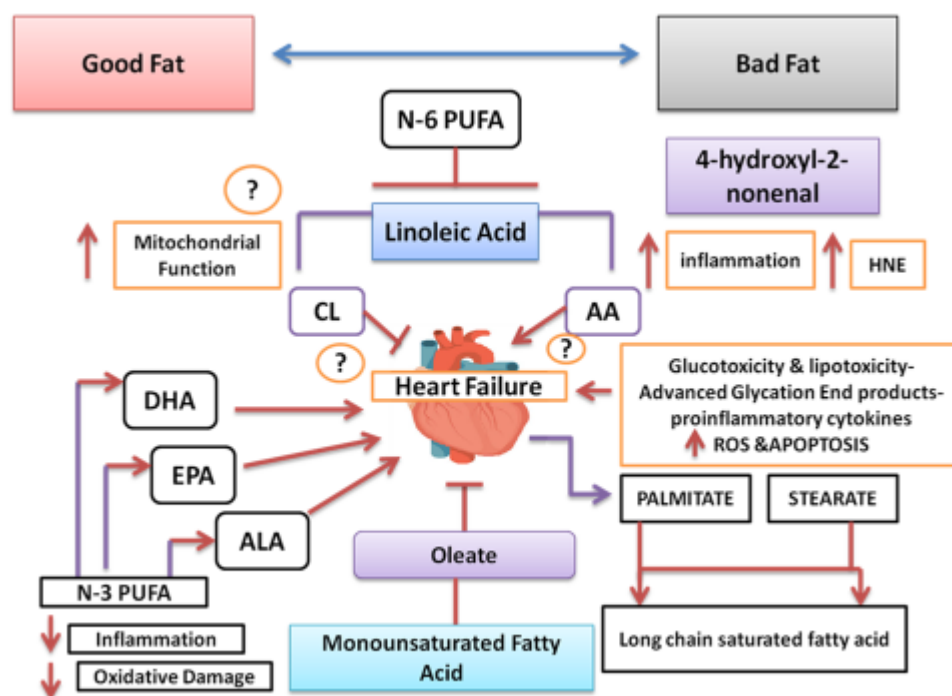 Good Fat
Bad Fat
N-6 PUFA
4-hydroxyl-2-
nonenal
?
Linoleic Acid
Mitochondrial
Function
inflammation
HNE
CL
AA
?
?
Heart Failure
Glucotoxicity & lipotoxicity-
Advanced Glycation End products-
proinflammatory cytokines
ROS &APOPTOSIS
DHA
EPA
PALMITATE
STEARATE
ALA
Oleate
N-3 PUFA
Inflammation
Oxidative Damage
Monounsaturated Fatty
Acid
Long chain saturated fatty acid